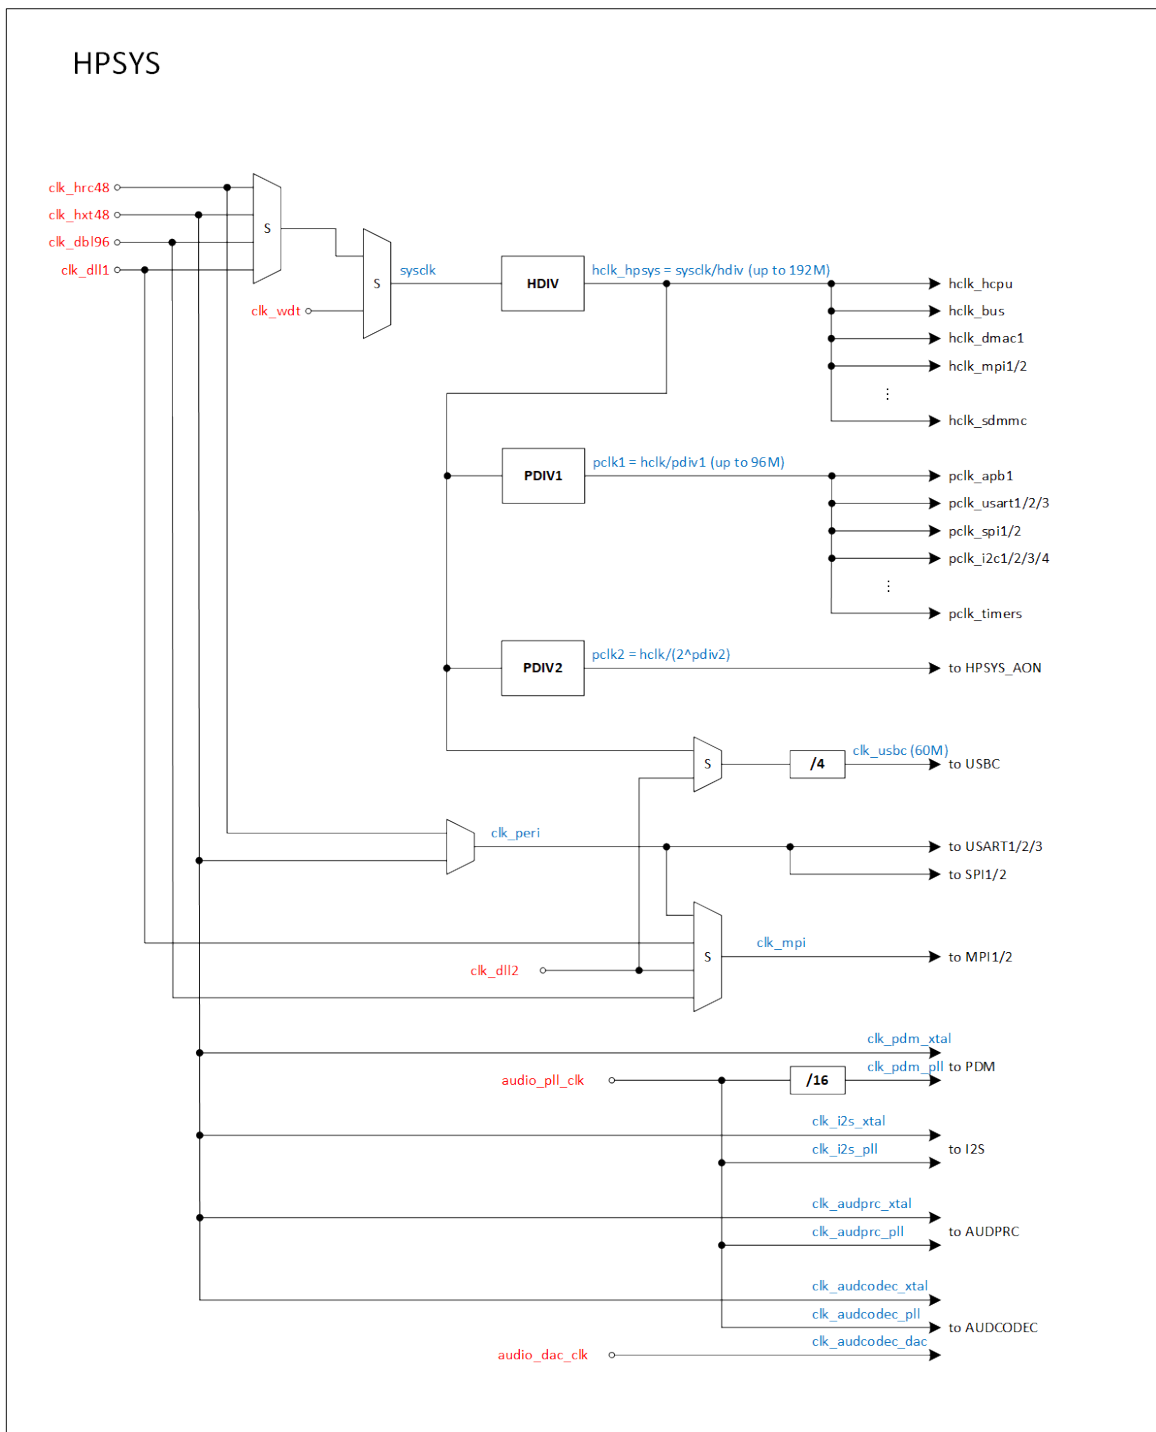 HPSYS
clk_hrc48
clk_hxt48
clk_dbl96
clk_dll1
S
clk_wdt
S
sysclk
HDIV
hclk_hpsys = sysclk/hdiv (up to 192M)
hclk_hcpu
hclk_bus
hclk_dmac1
hclk_mpi1/2
⋮
hclk_sdmmc
PDIV1
pclk1 = hclk/pdiv1 (up to 96M)
pclk_apb1
pclk_usart1/2/3
pclk_spi1/2
pclk_i2c1/2/3/4
⋮
pclk_timers
PDIV2
pclk2 = hclk/(2^pdiv2)
to HPSYS_AON
S
/4
clk_usbc (60M)
to USBC
clk_peri
to USART1/2/3
to SPI1/2
clk_dll2
S
clk_mpi
to MPI1/2
clk_pdm_xtal
audio_pll_clk
/16
clk_pdm_pll
to PDM
clk_i2s_xtal
clk_i2s_pll
to I2S
clk_audprc_xtal
clk_audprc_pll
to AUDPRC
clk_audcodec_xtal
clk_audcodec_pll
to AUDCODEC
clk_audcodec_dac
audio_dac_clk